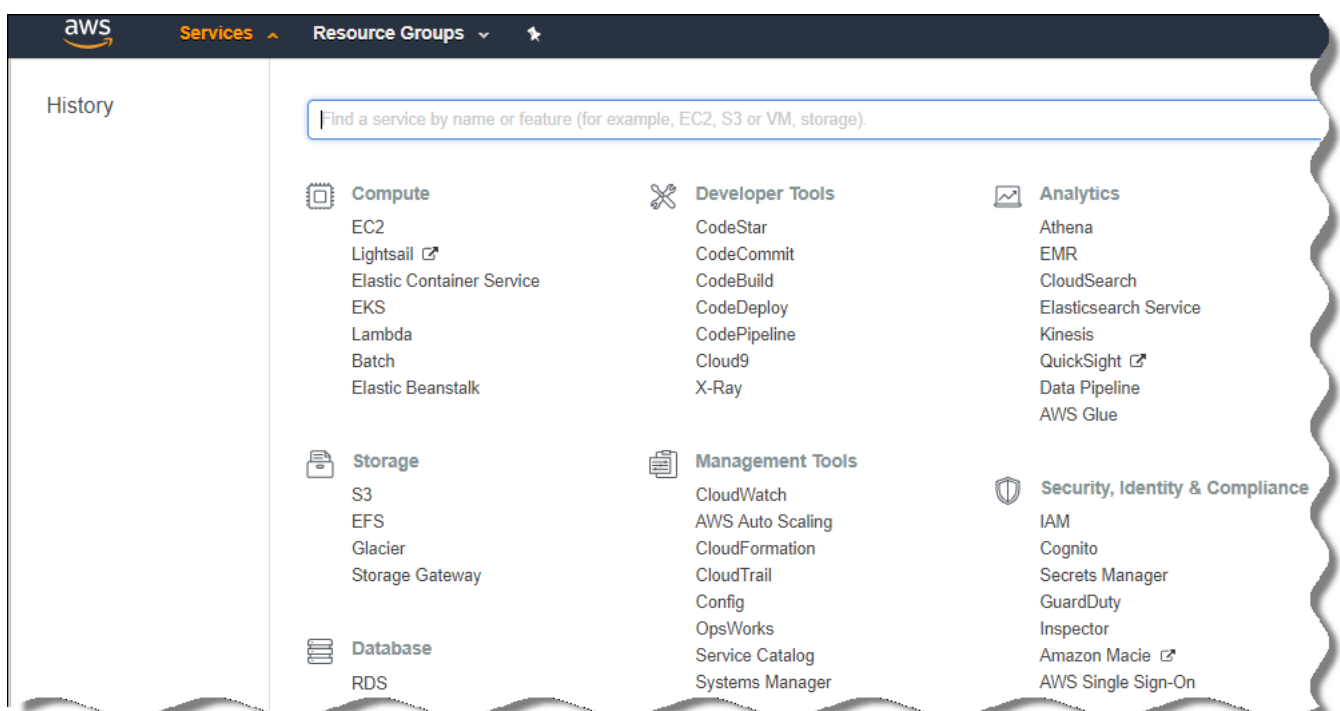 aws Services Resource Groups
History
Find a service by name or feature (for example, EC2, S3 or VM, storage).
Compute
EC2
Lightsail
Elastic Container Service
EKS
Lambda
Batch
Elastic Beanstalk
Storage
S3
EFS
Glacier
Storage Gateway
Database
RDS
Developer Tools
CodeStar
CodeCommit
CodeBuild
CodeDeploy
CodePipeline
Cloud9
X-Ray
Management Tools
CloudWatch
AWS Auto Scaling
CloudFormation
CloudTrail
Config
OpsWorks
Service Catalog
Systems Manager
Analytics
Athena
EMR
CloudSearch
Elasticsearch Service
Kinesis
QuickSight
Data Pipeline
AWS Glue
Security, Identity & Compliance
IAM
Cognito
Secrets Manager
GuardDuty
Inspector
Amazon Macie
AWS Single Sign-On